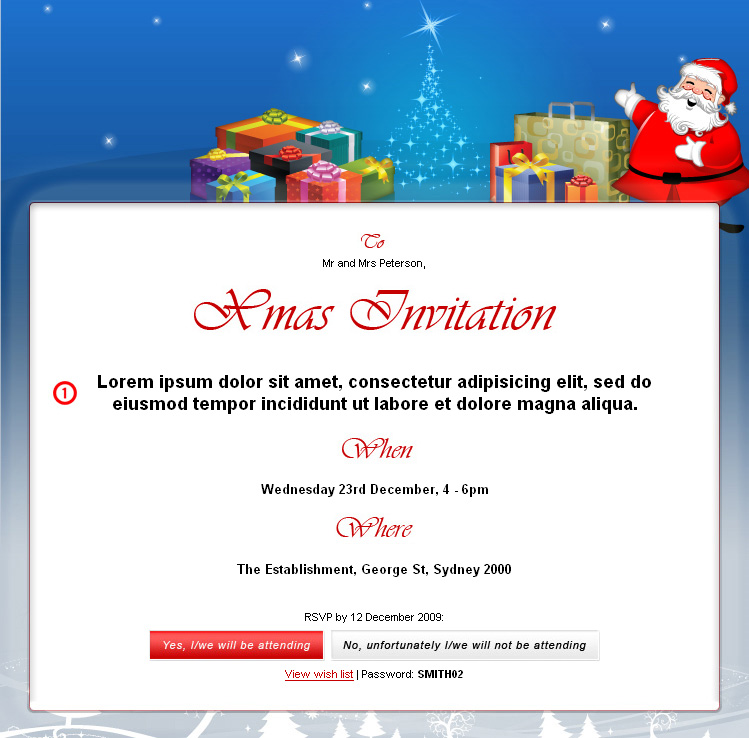 To
Mr and Mrs Peterson,
Xmas Invitation
1
Lorem ipsum dolor sit amet, consectetur adipisicing elit, sed do
eiusmod tempor incididunt ut labore et dolore magna aliqua.
When
Wednesday 23rd December, 4 - 6pm
Where
The Establishment, George St, Sydney 2000
RSVP by 12 December 2009:
Yes, I/we will be attending
No, unfortunately I/we will not be attending
View wish list | Password: SMITH02